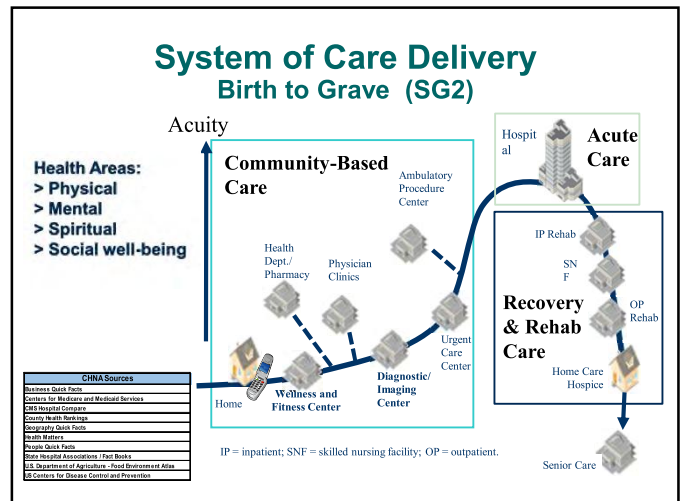 System of Care Delivery
Birth to Grave (SG2)
Acuity
Health Areas:
> Physical
> Mental
> Spiritual
> Social well-being
Community-Based
Care
Ambulatory
Procedure
Center
Health
Dept./
Pharmacy
Physician
Clinics
Urgent
Care
Center
Diagnostic/
Imaging
Center
Wellness and
Fitness Center
Home
Hospit
al
Acute
Care
IP Rehab
SN
F
OP
Rehab
Recovery
& Rehab
Care
Home Care
Hospice
Senior Care
CHNA Sources
Business Quick Facts
Centers for Medicare and Medicaid Services
CMS Hospital Compare
County Health Rankings
Geography Quick Facts
Health Matters
People Quick Facts
State Hospital Associations / Fact Books
U.S. Department of Agriculture - Food Environment Atlas
US Centers for Disease Control and Prevention
IP = inpatient; SNF = skilled nursing facility; OP = outpatient.